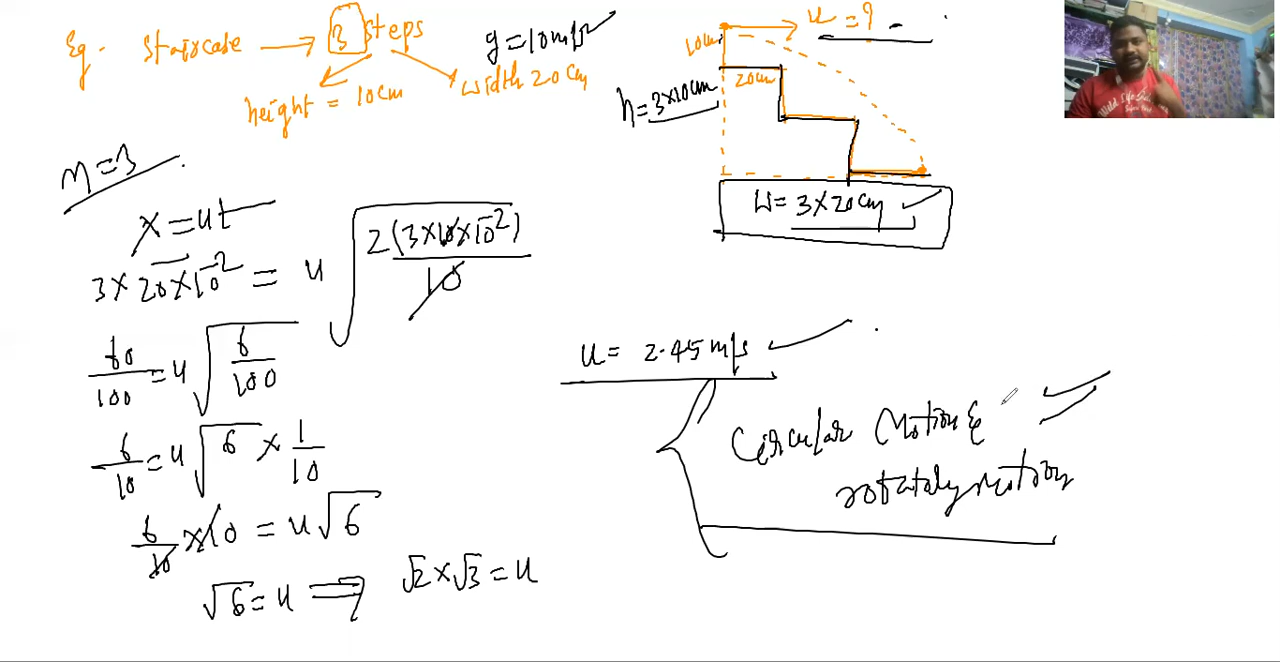 Eg. Staircase → 3 Steps
g = 10 m/s²
height = 10cm
width 20 cm
u = ?
10cm
20cm
h = 3×10cm
W = 3×20cm
n = 3
x = ut
3 × 20×10⁻² = u √(2(3×10×10⁻²)/10)
60/100 = u √(6/100)
6/10 = u √6 × 1/10
6/10 × 10 = u √6
√6 = u ⟹ √2 × √3 = u
u = 2.45 m/s
Circular Motion &
rotataly Motion